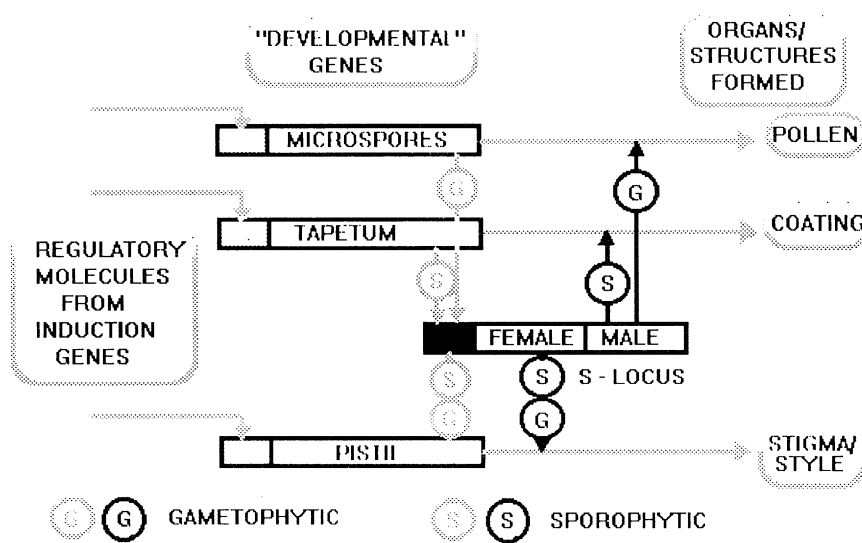 "DEVELOPMENTAL"
GENES
ORGANS/
STRUCTURES
FORMED
MICROSPORES
POLLEN
G
G
TAPETUM
COATING
S
S
REGULATORY
MOLECULES
FROM
INDUCTION
GENES
FEMALE MALE
S S S - LOCUS
G G
PISTIL
STIGMA/
STYLE
G G GAMETOPHYTIC S S SPOROPHYTIC